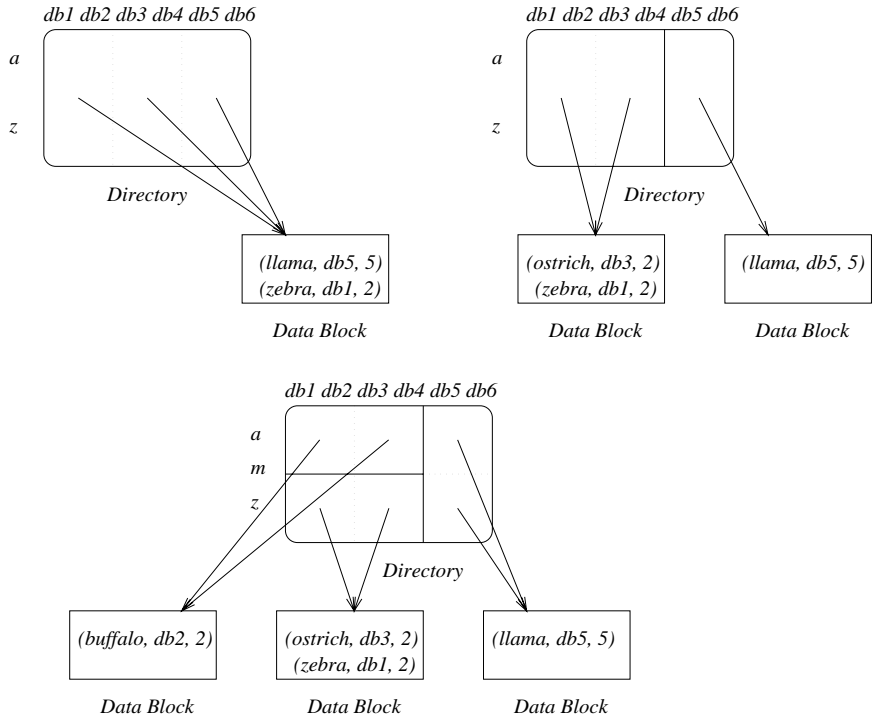 db1 db2 db3 db4 db5 db6
a
z
Directory
(llama, db5, 5)
(zebra, db1, 2)
Data Block
db1 db2 db3 db4 db5 db6
a
z
Directory
(ostrich, db3, 2)
(zebra, db1, 2)
Data Block
(llama, db5, 5)
Data Block
db1 db2 db3 db4 db5 db6
a
m
z
Directory
(buffalo, db2, 2)
Data Block
(ostrich, db3, 2)
(zebra, db1, 2)
Data Block
(llama, db5, 5)
Data Block